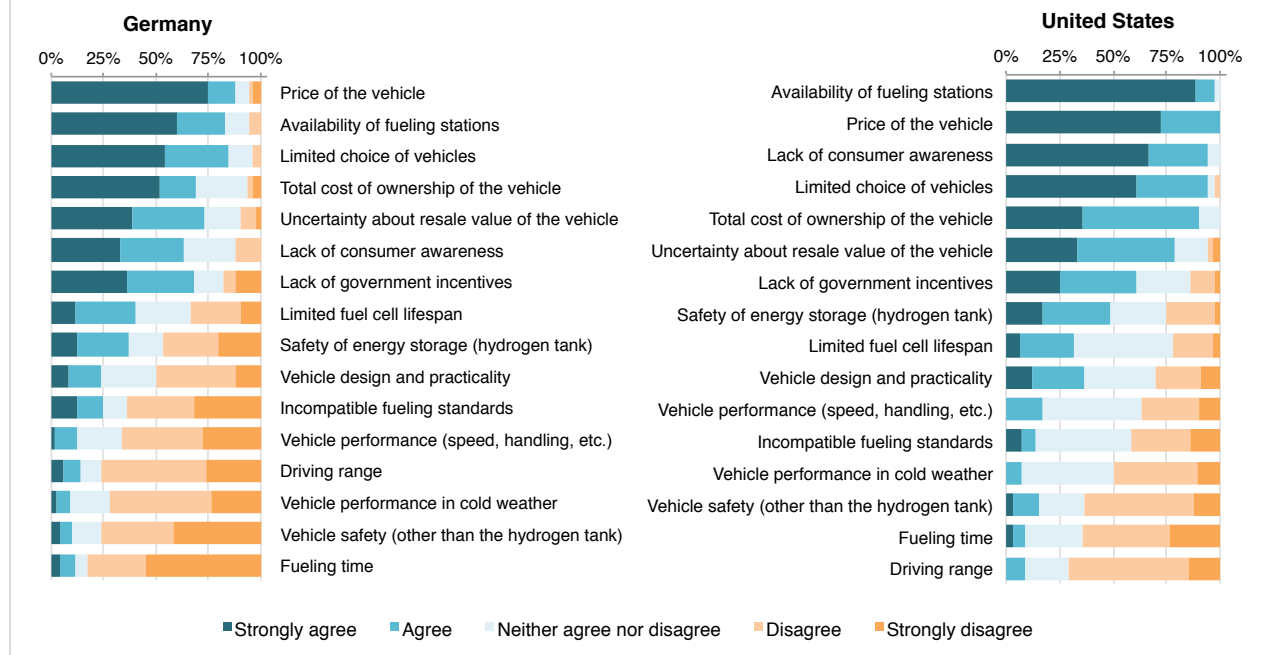 Germany
0% 25% 50% 75% 100%
Price of the vehicle
Availability of fueling stations
Limited choice of vehicles
Total cost of ownership of the vehicle
Uncertainty about resale value of the vehicle
Lack of consumer awareness
Lack of government incentives
Limited fuel cell lifespan
Safety of energy storage (hydrogen tank)
Vehicle design and practicality
Incompatible fueling standards
Vehicle performance (speed, handling, etc.)
Driving range
Vehicle performance in cold weather
Vehicle safety (other than the hydrogen tank)
Fueling time
United States
0% 25% 50% 75% 100%
Availability of fueling stations
Price of the vehicle
Lack of consumer awareness
Limited choice of vehicles
Total cost of ownership of the vehicle
Uncertainty about resale value of the vehicle
Lack of government incentives
Safety of energy storage (hydrogen tank)
Limited fuel cell lifespan
Vehicle design and practicality
Vehicle performance (speed, handling, etc.)
Incompatible fueling standards
Vehicle performance in cold weather
Vehicle safety (other than the hydrogen tank)
Fueling time
Driving range
Strongly agree Agree Neither agree nor disagree Disagree Strongly disagree